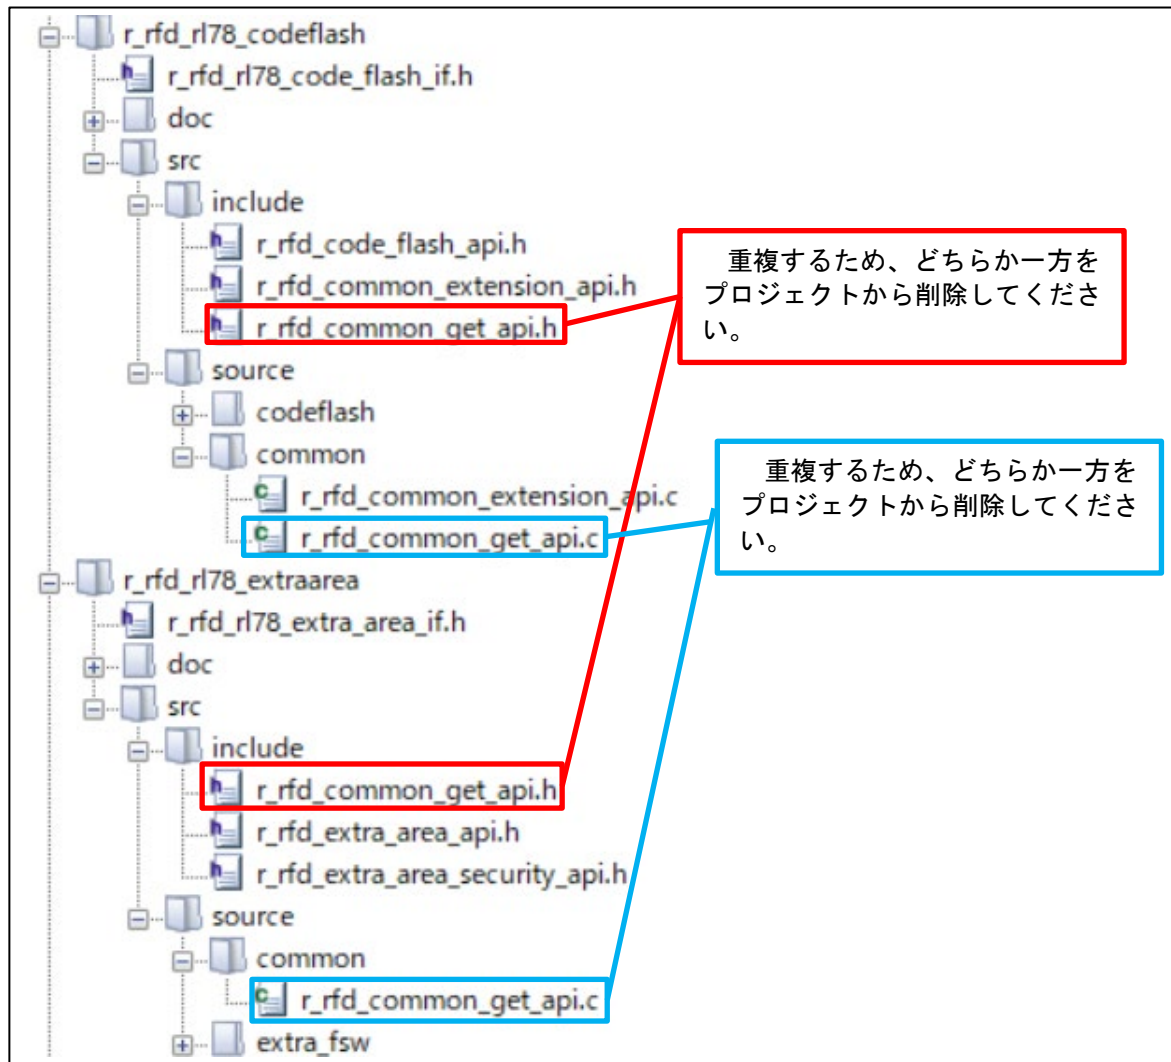 r_rfd_rl78_codeflash
r_rfd_rl78_code_flash_if.h
doc
src
include
r_rfd_code_flash_api.h
r_rfd_common_extension_api.h
r_rfd_common_get_api.h
重複するため、どちらか一方を
プロジェクトから削除してくださ
い。
source
codeflash
common
r_rfd_common_extension_api.c
r_rfd_common_get_api.c
重複するため、どちらか一方を
プロジェクトから削除してくださ
い。
r_rfd_rl78_extraarea
r_rfd_rl78_extra_area_if.h
doc
src
include
r_rfd_common_get_api.h
r_rfd_extra_area_api.h
r_rfd_extra_area_security_api.h
source
common
r_rfd_common_get_api.c
extra_fsw